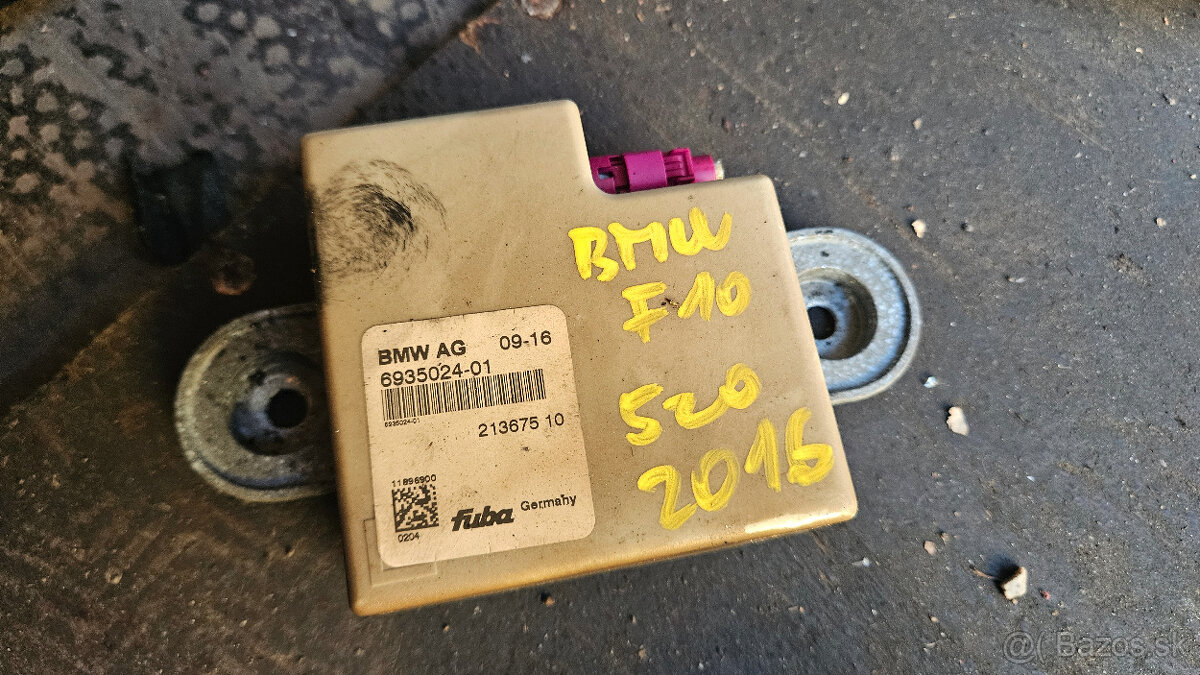 BMW AG 09-16
6935024-01
6935024-01
213675 10
11896900
0204
fuba Germany
BMW
F10
520
2016
@( Bazos.sk